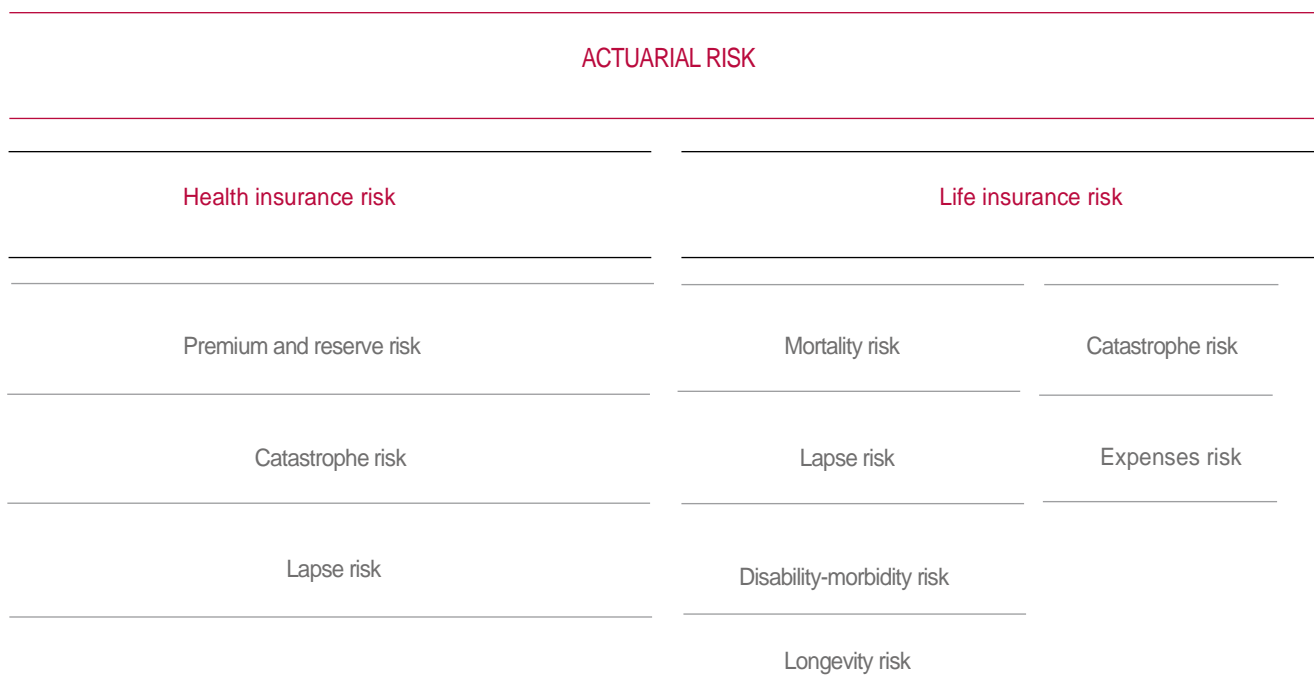 ACTUARIAL RISK
Health insurance risk
Life insurance risk
Premium and reserve risk
Mortality risk
Catastrophe risk
Catastrophe risk
Lapse risk
Expenses risk
Lapse risk
Disability-morbidity risk
Longevity risk